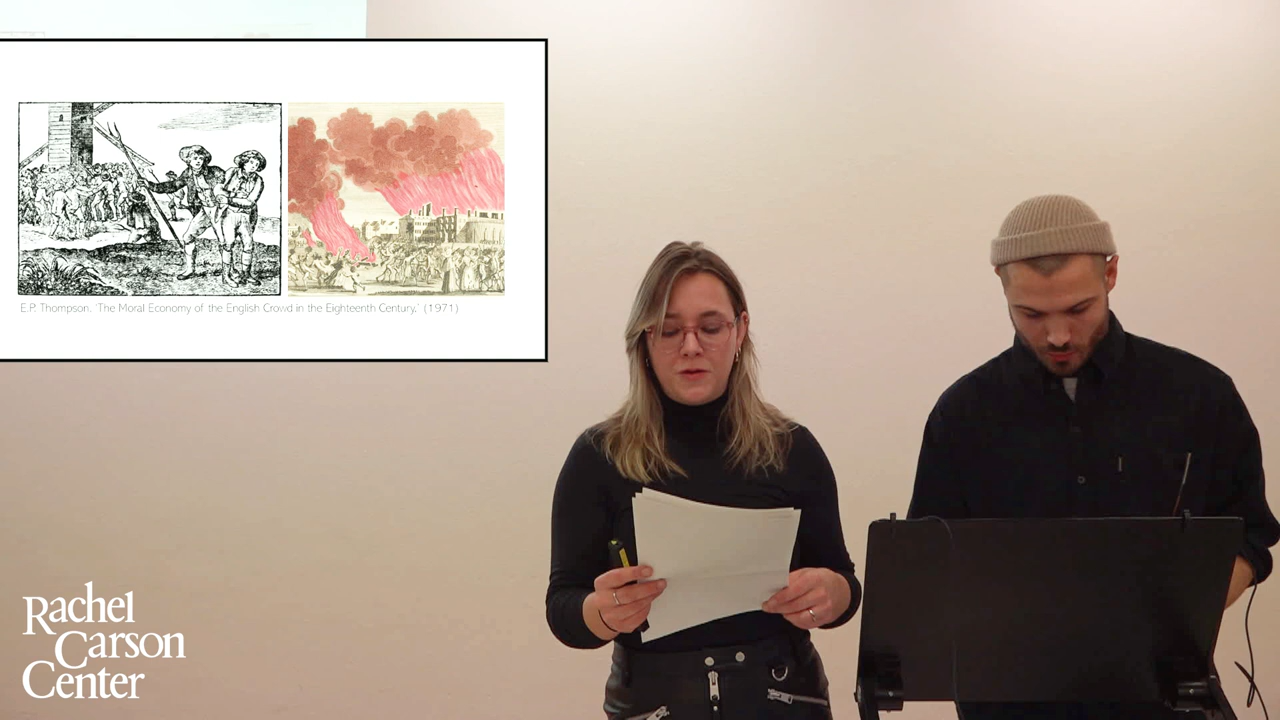 E.P. Thompson. 'The Moral Economy of the English Crowd in the Eighteenth Century.' (1971)
Rachel
Carson
Center